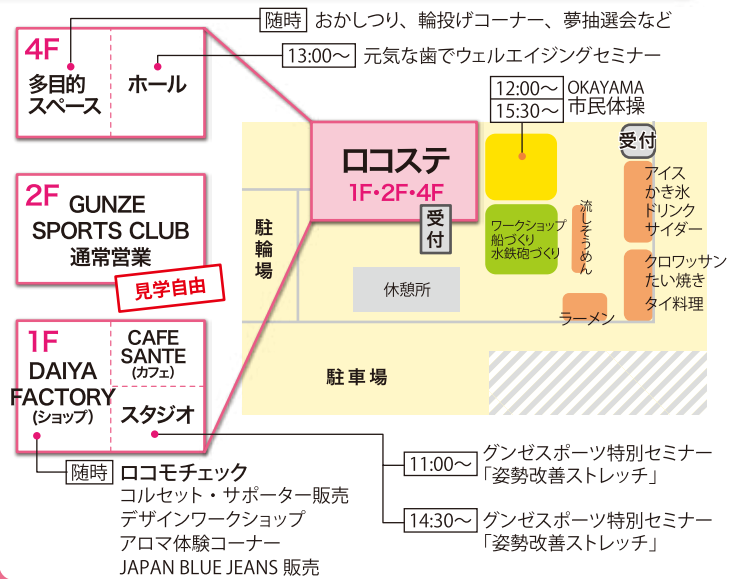 随時 おかしつり、輪投げコーナー、夢抽選会など
13:00～ 元気な歯でウェルエイジングセミナー
4F
多目的
スペース
ホール
12:00～
15:30～
OKAYAMA
市民体操
ロコステ
1F・2F・4F
受付
受付
2F
GUNZE
SPORTS CLUB
通常営業
見学自由
駐輪場
休憩所
ワークショップ
船づくり
水鉄砲づくり
流しそうめん
アイス
かき氷
ドリンク
サイダー
クロワッサン
たい焼き
タイ料理
ラーメン
駐車場
1F
DAIYA
FACTORY
(ショップ)
CAFE
SANTE
(カフェ)
スタジオ
随時 ロコモチェック
コルセット・サポーター販売
デザインワークショップ
アロマ体験コーナー
JAPAN BLUE JEANS 販売
11:00～ グンゼスポーツ特別セミナー
「姿勢改善ストレッチ」
14:30～ グンゼスポーツ特別セミナー
「姿勢改善ストレッチ」